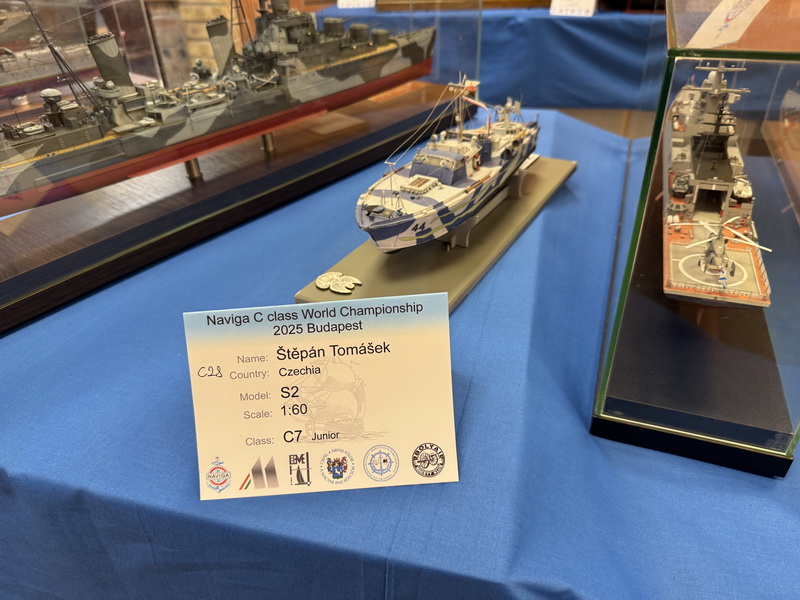 44
Naviga C class World Championship
2025 Budapest
Name: Štěpán Tomášek
C28 Country: Czechia
Model: S2
Scale: 1:60
Class: C7 Junior
NAVIGA